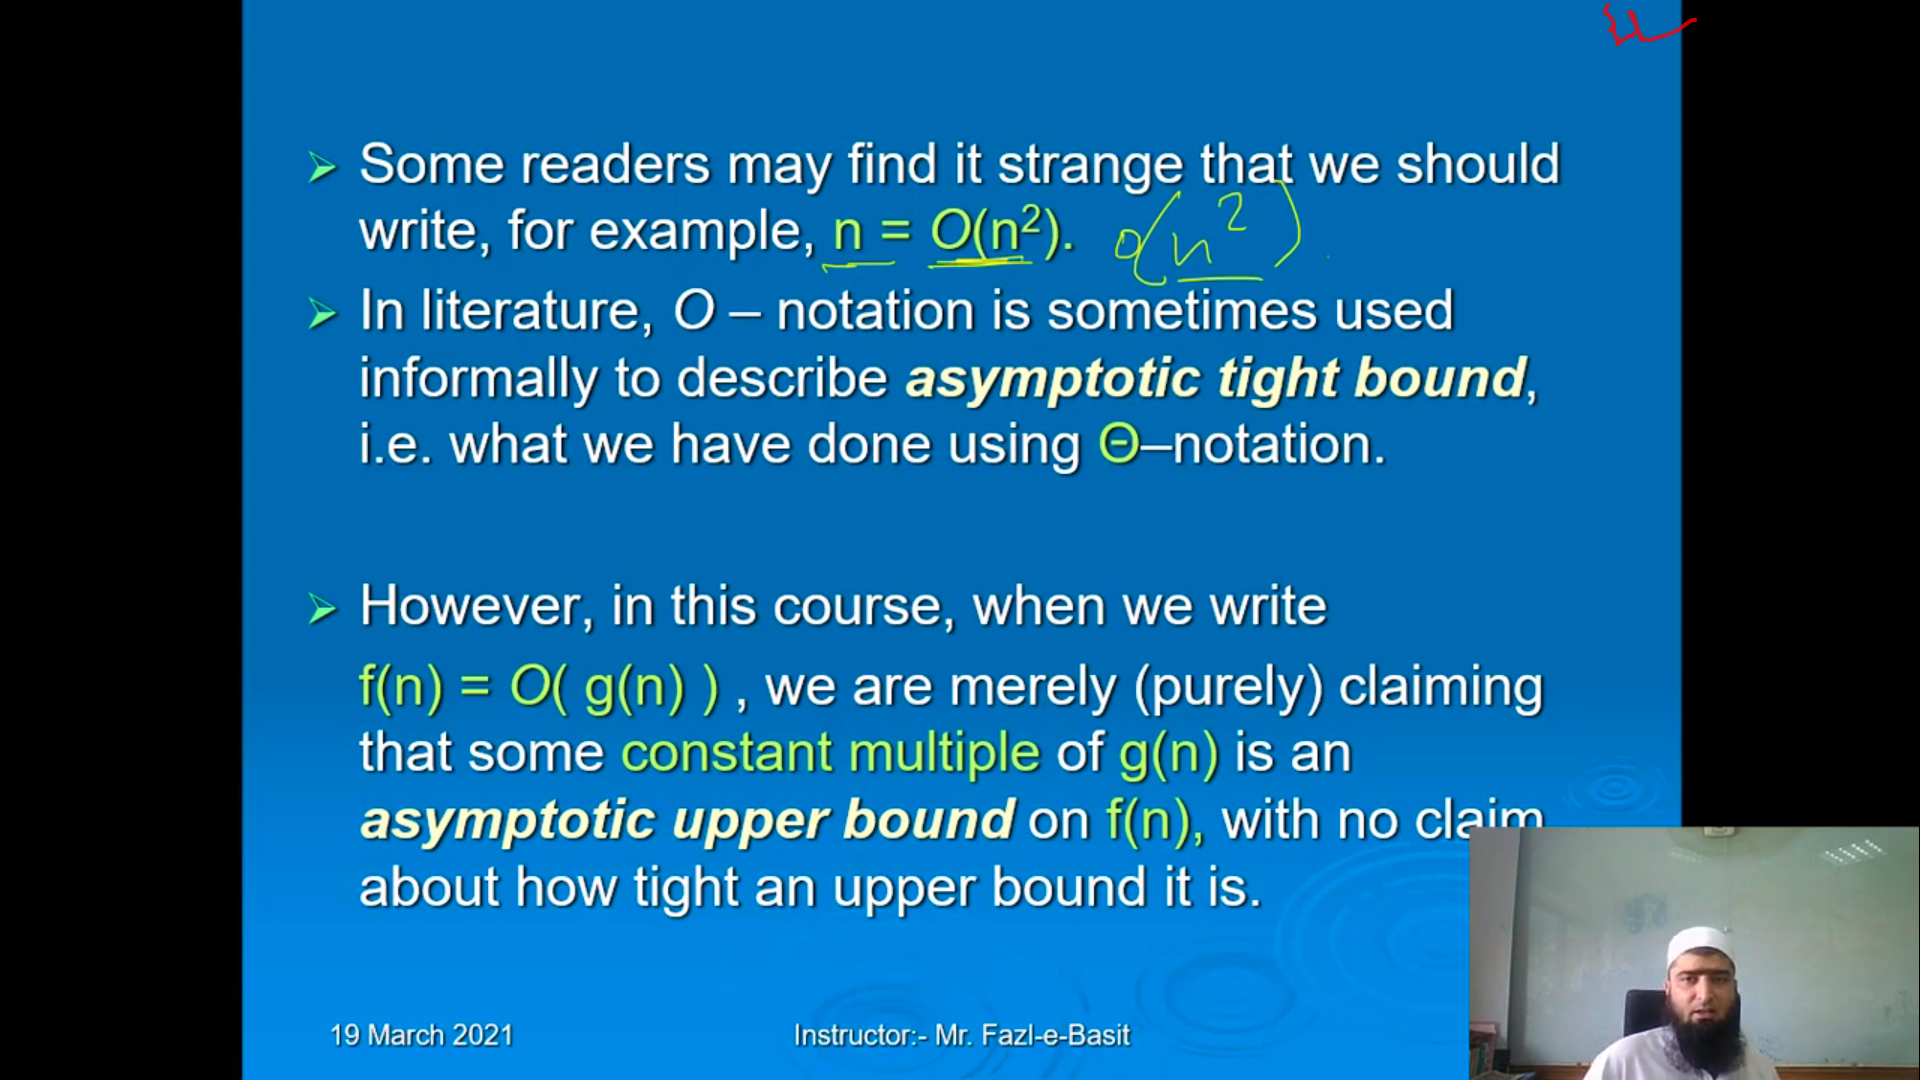 Some readers may find it strange that we should
write, for example, n = O(n²). O(n²)
In literature, O – notation is sometimes used
informally to describe asymptotic tight bound,
i.e. what we have done using Θ–notation.
However, in this course, when we write
f(n) = O( g(n) ) , we are merely (purely) claiming
that some constant multiple of g(n) is an
asymptotic upper bound on f(n), with no claim
about how tight an upper bound it is.
19 March 2021
Instructor:- Mr. Fazl-e-Basit